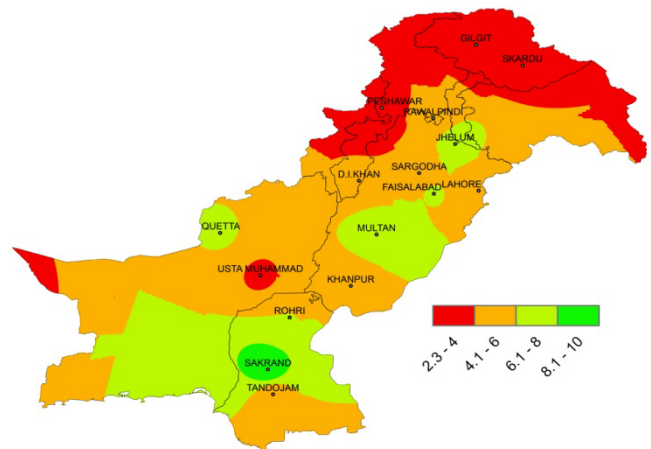 GILGIT
SKARDU
PESHAWAR
RAWALPINDI
JHELUM
SARGODHA
D.I.KHAN
FAISALABAD
LAHORE
QUETTA
MULTAN
USTA MUHAMMAD
KHANPUR
ROHRI
SAKRAND
TANDOJAM
2.3 - 4
4.1 - 6
6.1 - 8
8.1 - 10